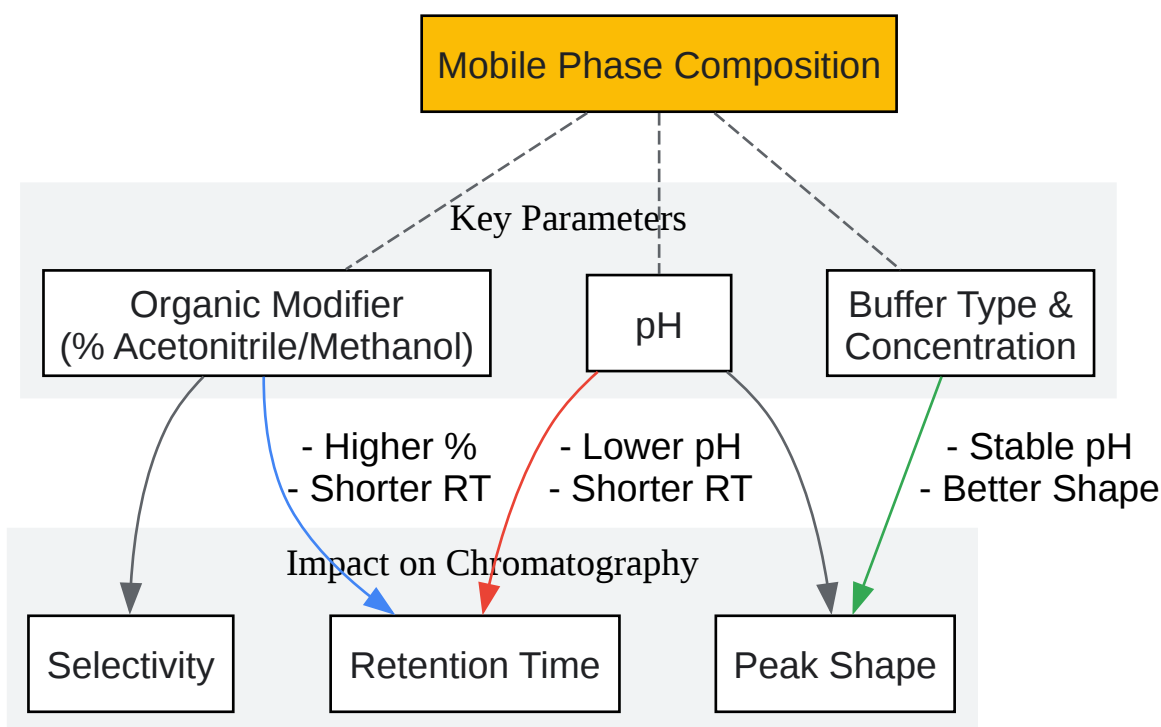 Mobile Phase Composition
Key Parameters
Organic Modifier
(% Acetonitrile/Methanol)
pH
Buffer Type &
Concentration
- Higher %
- Shorter RT
- Lower pH
- Shorter RT
- Stable pH
- Better Shape
Impact on Chromatography
Selectivity
Retention Time
Peak Shape